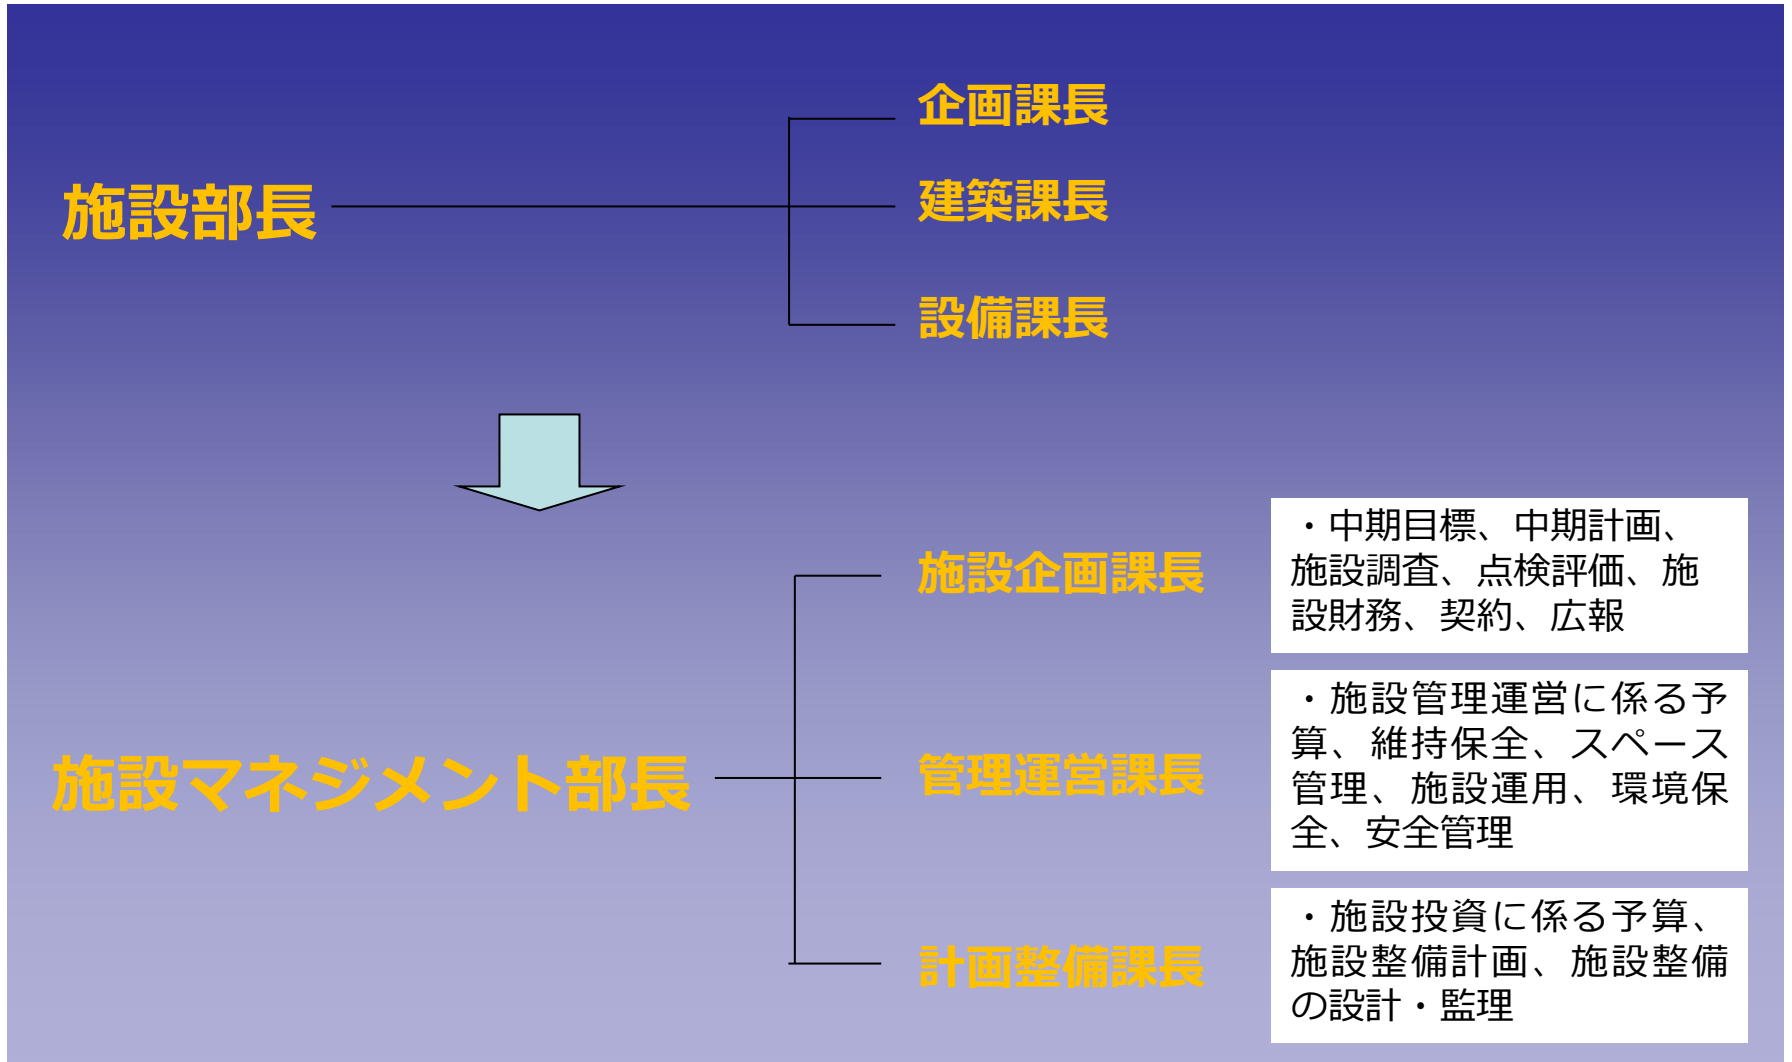 企画課長
施設部長
建築課長
設備課長
施設企画課長
・中期目標、中期計画、
施設調査、点検評価、施
設財務、契約、広報
施設マネジメント部長
管理運営課長
・施設管理運営に係る予
算、維持保全、スペース
管理、施設運用、環境保
全、安全管理
計画整備課長
・施設投資に係る予算、
施設整備計画、施設整備
の設計・監理